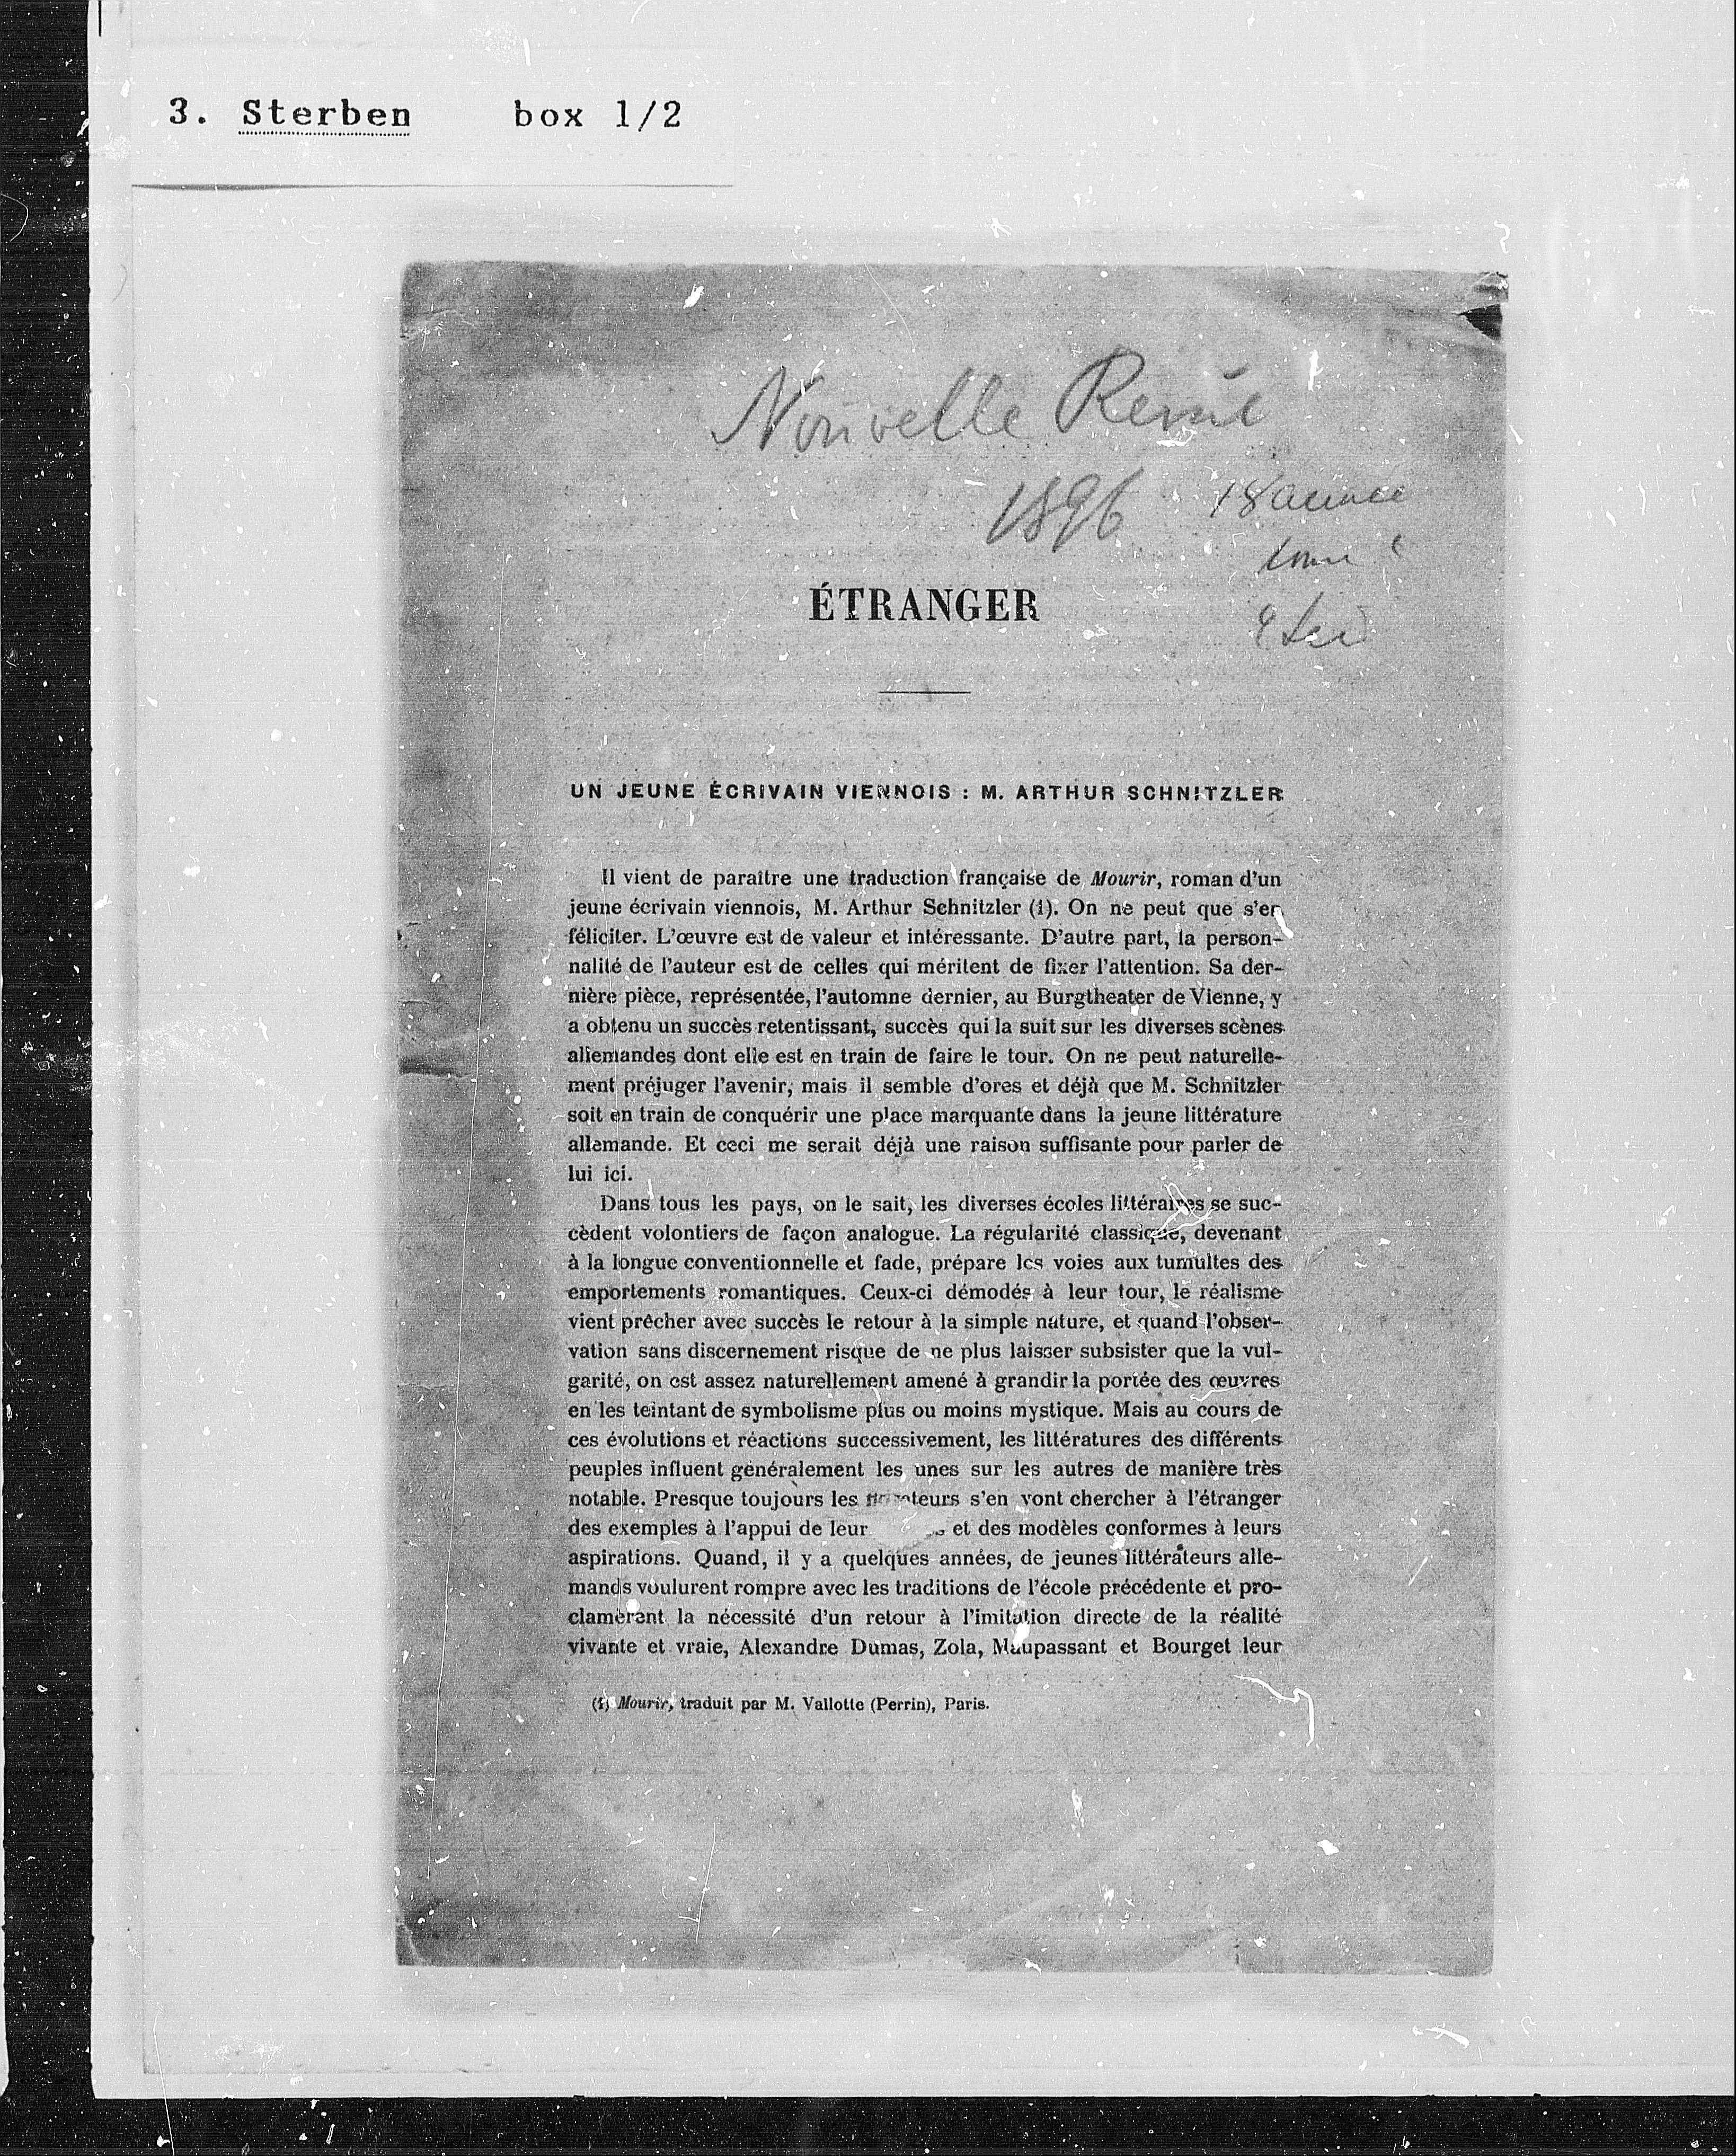 3. Sterben box 1/2
Nouvelle Revue
1896 18 année
ÉTRANGER
UN JEUNE ÉCRIVAIN VIENNOIS : M. ARTHUR SCHNITZLER
Il vient de paraître une traduction française de Mourir, roman d'un
jeune écrivain viennois, M. Arthur Schnitzler (1). On ne peut que s'en
féliciter. L'œuvre est de valeur et intéressante. D'autre part, la person-
nalité de l'auteur est de celles qui méritent de fixer l'attention. Sa der-
nière pièce, représentée, l'automne dernier, au Burgtheater de Vienne, y
a obtenu un succès retentissant, succès qui la suit sur les diverses scènes
allemandes dont elle est en train de faire le tour. On ne peut naturelle-
ment préjuger l'avenir, mais il semble d'ores et déjà que M. Schnitzler
soit en train de conquérir une place marquante dans la jeune littérature
allemande. Et ceci me serait déjà une raison suffisante pour parler de
lui ici.
Dans tous les pays, on le sait, les diverses écoles littéraires se suc-
cèdent volontiers de façon analogue. La régularité classique, devenant
à la longue conventionnelle et fade, prépare les voies aux tumultes des
emportements romantiques. Ceux-ci démodés à leur tour, le réalisme
vient prêcher avec succès le retour à la simple nature, et quand l'obser-
vation sans discernement risque de ne plus laisser subsister que la vul-
garité, on est assez naturellement amené à grandir la portée des œuvres
en les teintant de symbolisme plus ou moins mystique. Mais au cours de
ces évolutions et réactions successivement, les littératures des différents
peuples influent généralement les unes sur les autres de manière très
notable. Presque toujours les s'en vont chercher à l'étranger
des exemples à l'appui de leur et des modèles conformes à leurs
aspirations. Quand, il y a quelques années, de jeunes littérateurs alle-
mands voulurent rompre avec les traditions de l'école précédente et pro-
clamèrent la nécessité d'un retour à l'imitation directe de la réalité
vivante et vraie, Alexandre Dumas, Zola, Maupassant et Bourget leur
(1) Mourir, traduit par M. Vallotte (Perrin), Paris.